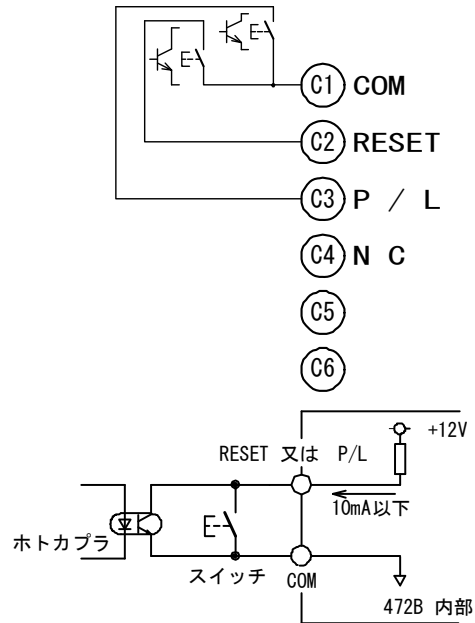 C1 COM
C2 RESET
C3 P / L
C4 N C
C5
C6
+12V
RESET 又は P/L
10mA以下
ホトカプラ
スイッチ COM
472B 内部